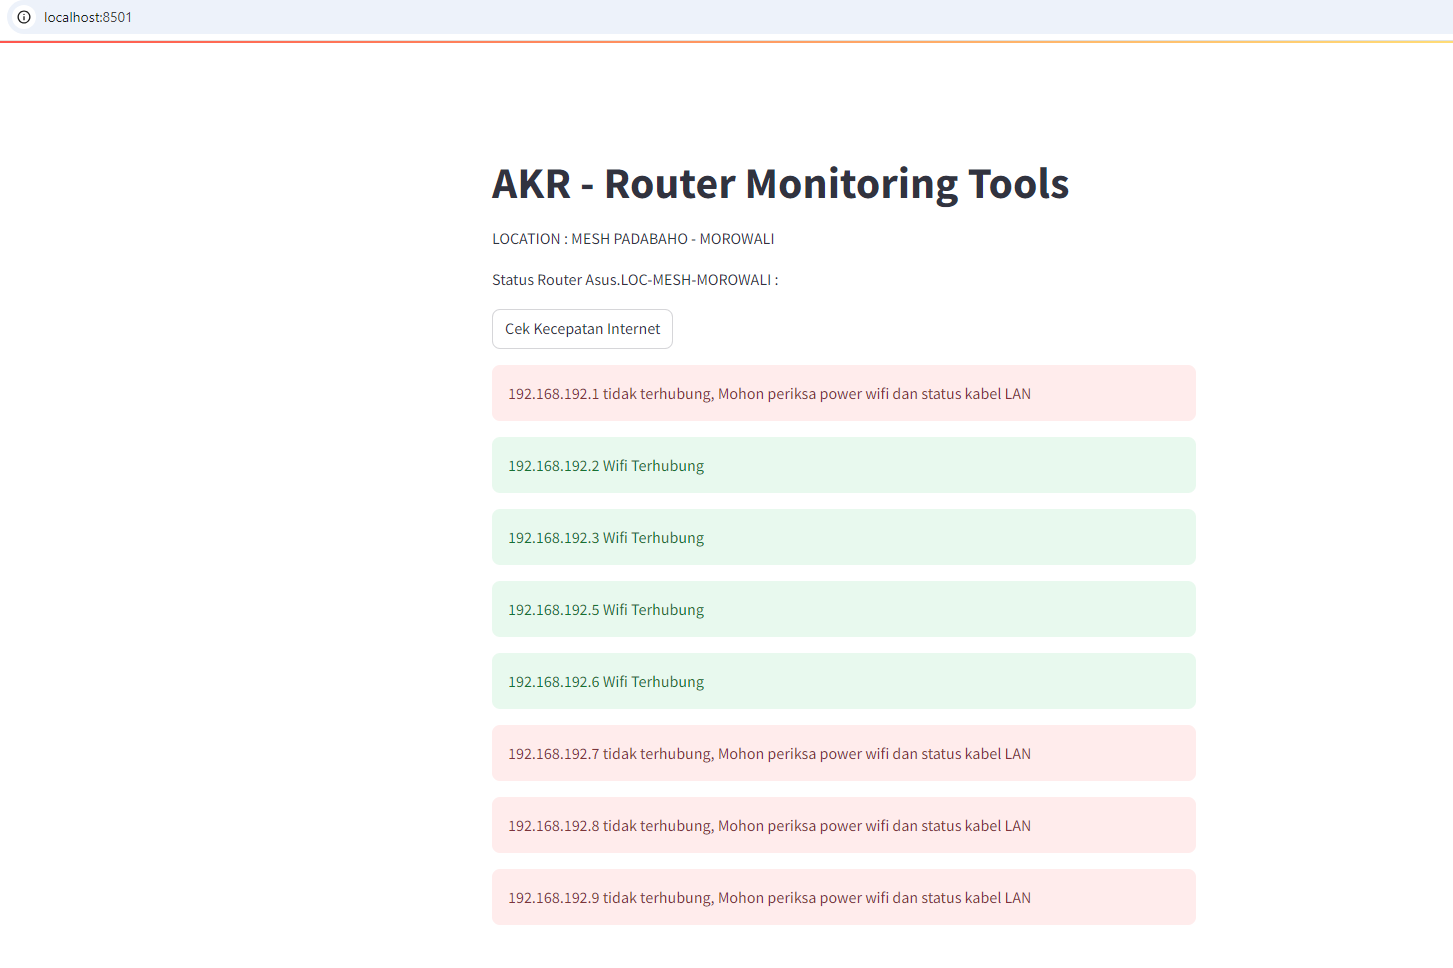 localhost:8501
AKR - Router Monitoring Tools
LOCATION : MESH PADABAHO - MOROWALI
Status Router Asus.LOC-MESH-MOROWALI :
Cek Kecepatan Internet
192.168.192.1 tidak terhubung, Mohon periksa power wifi dan status kabel LAN
192.168.192.2 Wifi Terhubung
192.168.192.3 Wifi Terhubung
192.168.192.5 Wifi Terhubung
192.168.192.6 Wifi Terhubung
192.168.192.7 tidak terhubung, Mohon periksa power wifi dan status kabel LAN
192.168.192.8 tidak terhubung, Mohon periksa power wifi dan status kabel LAN
192.168.192.9 tidak terhubung, Mohon periksa power wifi dan status kabel LAN